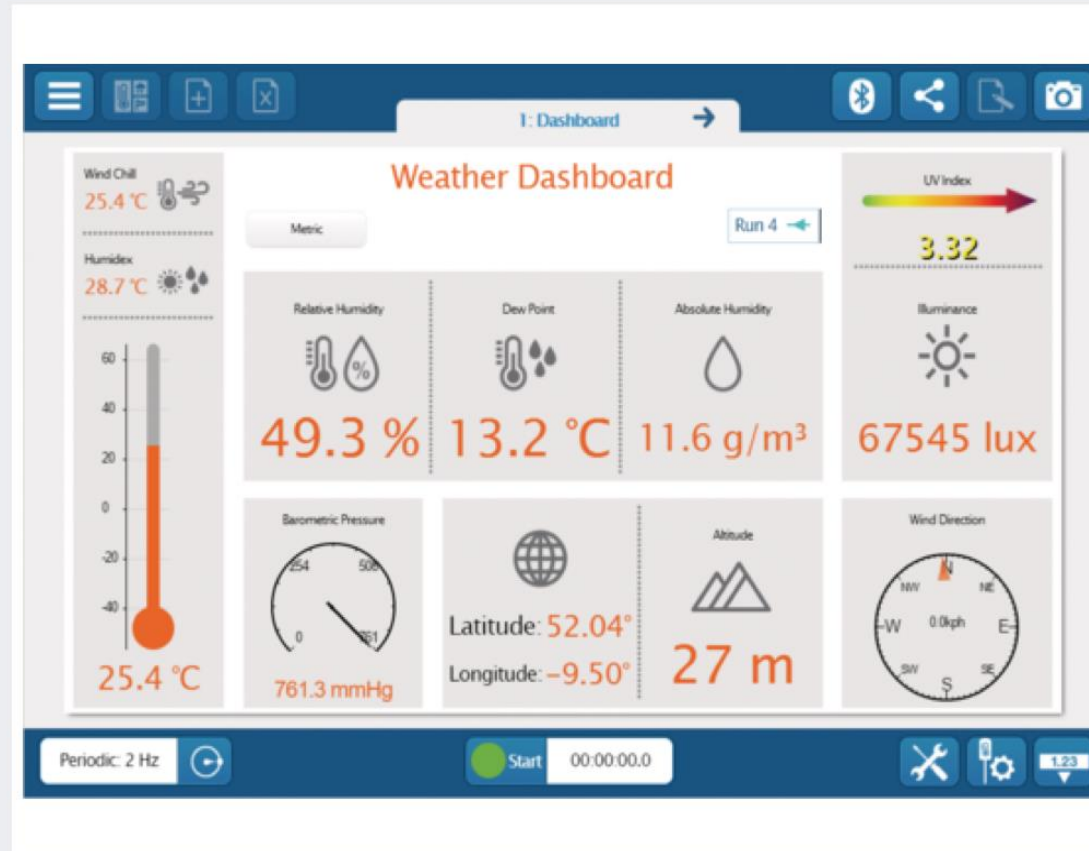 1: Dashboard
Wind Chill
25.4 °C
Humidex
28.7 °C
60
40
20
0
-20
-40
25.4 °C
Weather Dashboard
Metric
Run 4
Relative Humidity
%
49.3 %
Dew Point
13.2 °C
Absolute Humidity
11.6 g/m³
UV Index
3.32
Illuminance
67545 lux
Barometric Pressure
254
508
0
761
761.3 mmHg
Latitude: 52.04°
Longitude: -9.50°
Altitude
27 m
Wind Direction
N
NW
NE
W
0.0kph
E
SW
SE
S
Periodic: 2 Hz
Start
00:00:00.0
1.23